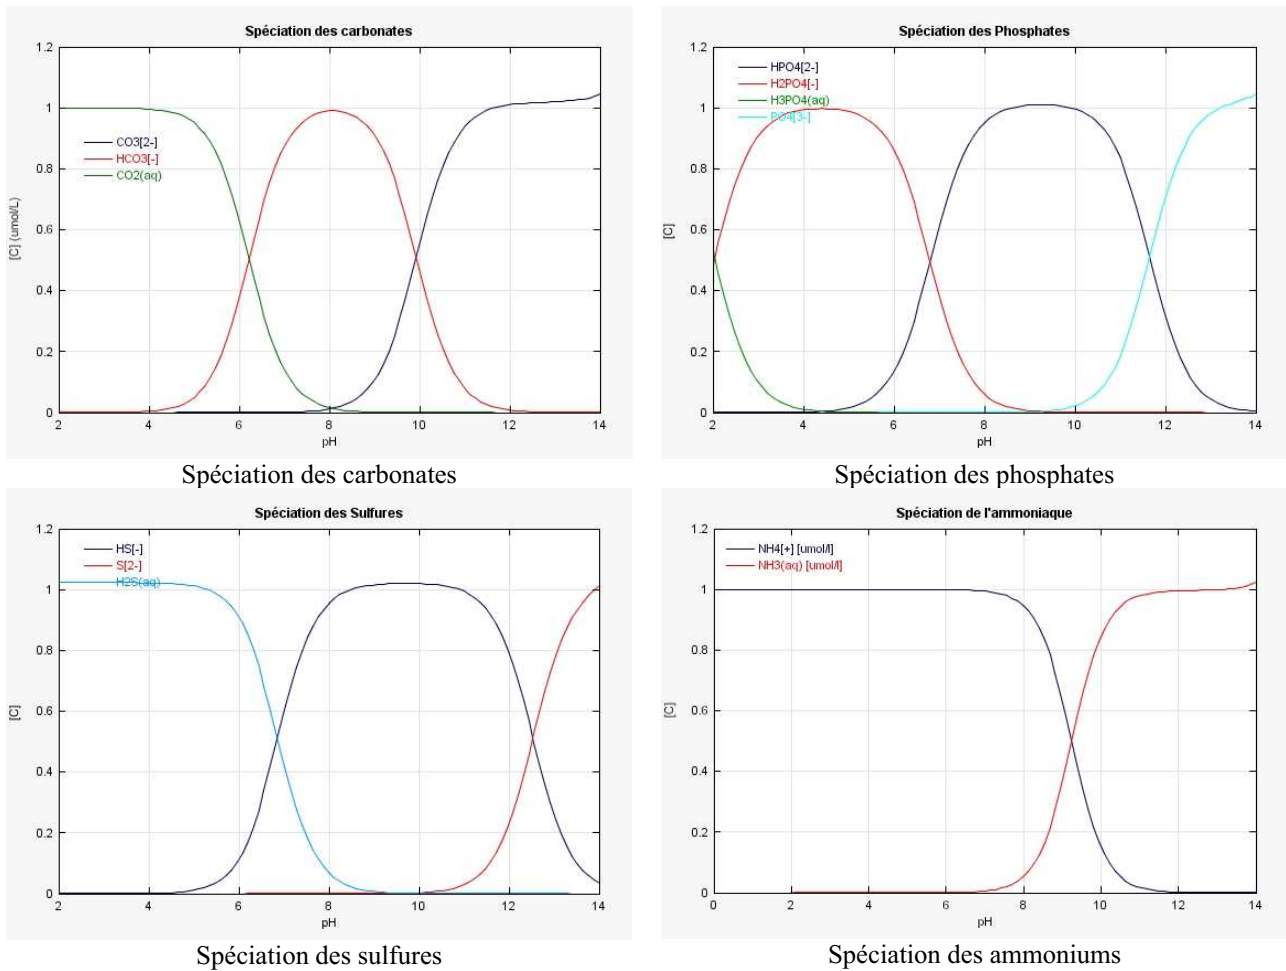 Spéciation des carbonates
1.2
1
0.8
0.6
0.4
0.2
0
[C] (umol/L)
CO3[2-]
HCO3[-]
CO2(aq)
2 4 6 8 10 12 14
pH
Spéciation des carbonates
Spéciation des Phosphates
1.2
1
0.8
0.6
0.4
0.2
0
[C]
HPO4[2-]
H2PO4[-]
H3PO4(aq)
PO4[3-]
2 4 6 8 10 12 14
pH
Spéciation des phosphates
Spéciation des Sulfures
1.2
1
0.8
0.6
0.4
0.2
0
[C]
HS[-]
S[2-]
H2S(aq)
2 4 6 8 10 12 14
pH
Spéciation des sulfures
Spéciation de l'ammoniaque
1.2
1
0.8
0.6
0.4
0.2
0
[C]
NH4[+] [umol/l]
NH3(aq) [umol/l]
0 2 4 6 8 10 12 14
pH
Spéciation des ammoniums